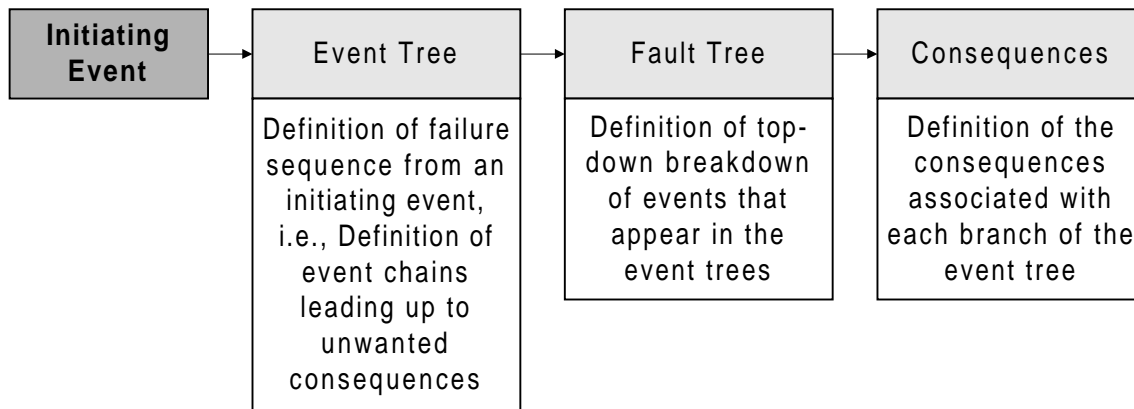 Initiating
Event
Event Tree
Fault Tree
Consequences
Definition of failure
sequence from an
initiating event,
i.e., Definition of
event chains
leading up to
unwanted
consequences
Definition of top-
down breakdown
of events that
appear in the
event trees
Definition of the
consequences
associated with
each branch of the
event tree